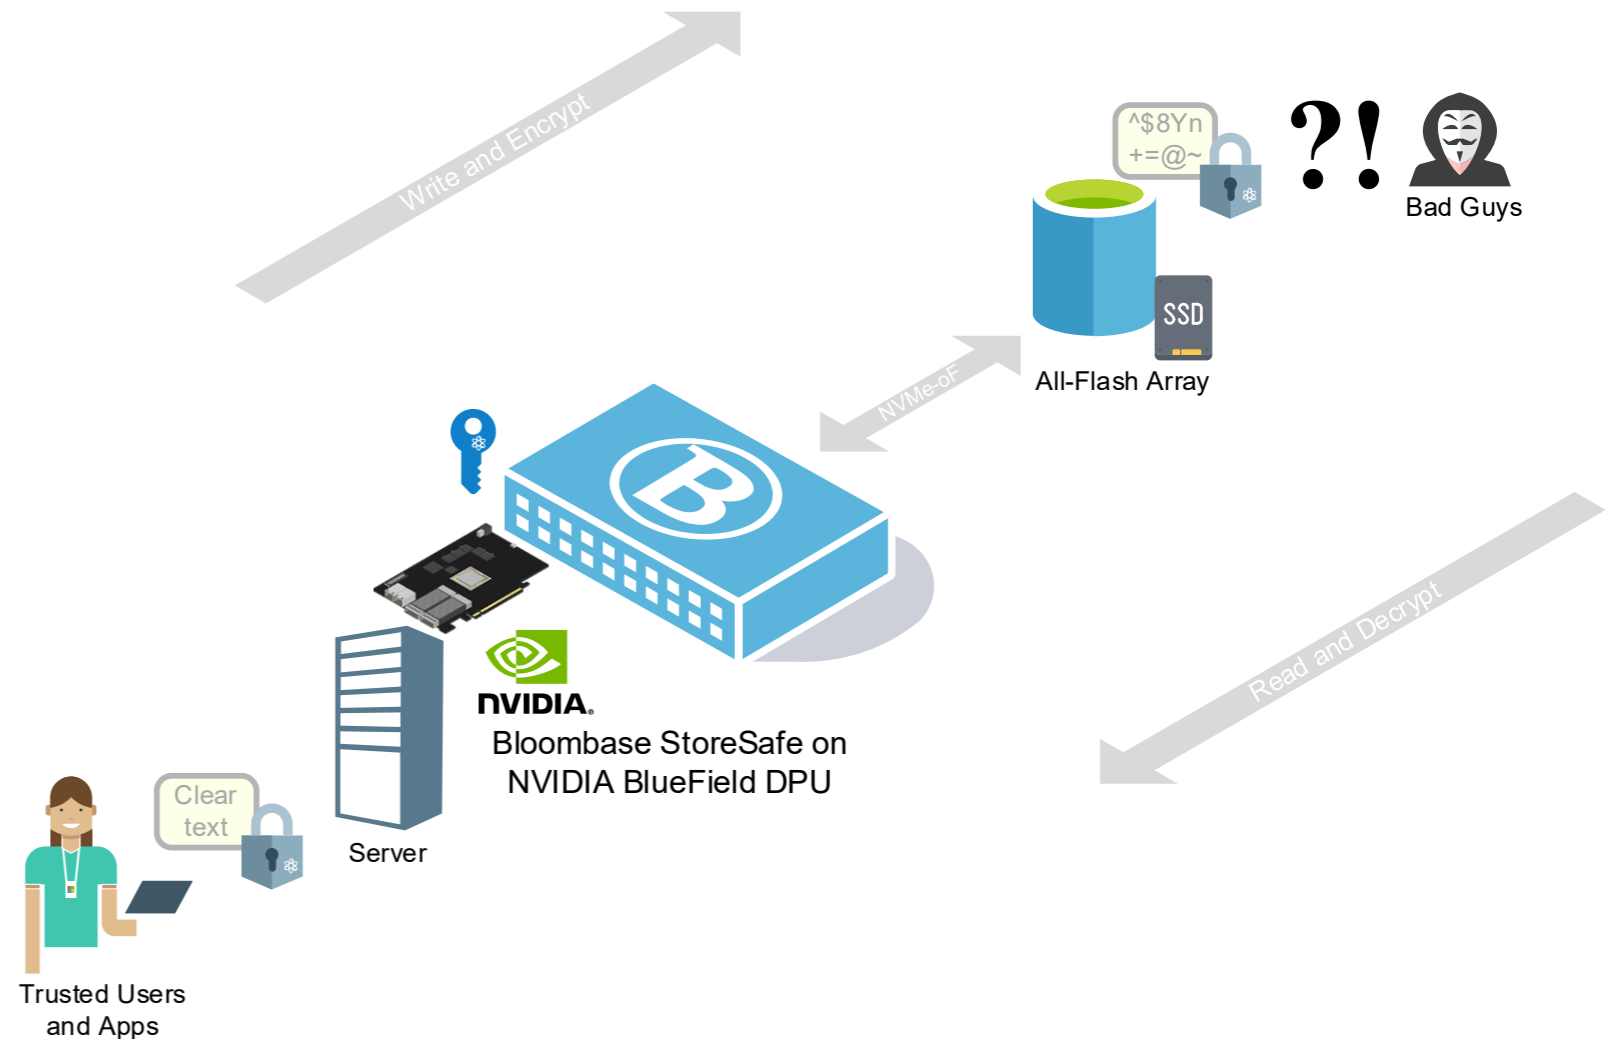 Write and Encrypt
^$8Yn
+=@~
?!
Bad Guys
SSD
All-Flash Array
NVMe-oF
B
Read and Decrypt
NVIDIA.
Bloombase StoreSafe on
NVIDIA BlueField DPU
Clear
text
Server
Trusted Users
and Apps